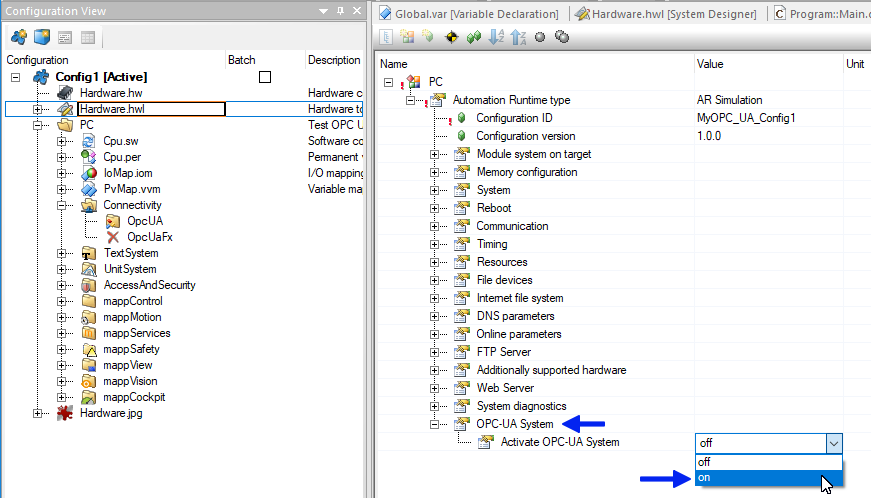 Configuration View
Configuration Batch Description
Config1 [Active]
Hardware.hw Hardware c
Hardware.hwl Hardware to
PC Test OPC U
Cpu.sw Software co
Cpu.per Permanent v
IoMap.iom I/O mapping
PvMap.vvm Variable ma
Connectivity
OpcUA
OpcUaFx
TextSystem
UnitSystem
AccessAndSecurity
mappControl
mappMotion
mappServices
mappSafety
mappView
mappVision
mappCockpit
Hardware.jpg
Global.var [Variable Declaration] Hardware.hwl [System Designer] Program::Main.c
Name Value Unit
PC
Automation Runtime type AR Simulation
Configuration ID MyOPC_UA_Config1
Configuration version 1.0.0
Module system on target
Memory configuration
System
Reboot
Communication
Timing
Resources
File devices
Internet file system
DNS parameters
Online parameters
FTP Server
Additionally supported hardware
Web Server
System diagnostics
OPC-UA System
Activate OPC-UA System off
off
on